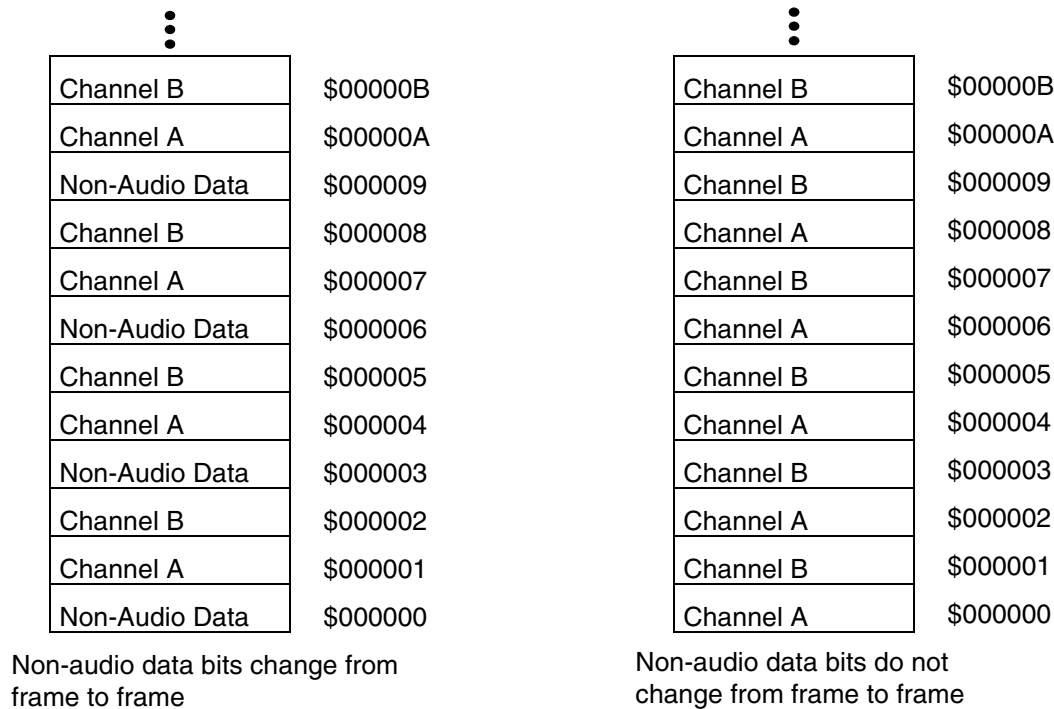 Channel B $00000B
Channel A $00000A
Non-Audio Data $000009
Channel B $000008
Channel A $000007
Non-Audio Data $000006
Channel B $000005
Channel A $000004
Non-Audio Data $000003
Channel B $000002
Channel A $000001
Non-Audio Data $000000
Non-audio data bits change from
frame to frame
Channel B $00000B
Channel A $00000A
Channel B $000009
Channel A $000008
Channel B $000007
Channel A $000006
Channel B $000005
Channel A $000004
Channel B $000003
Channel A $000002
Channel B $000001
Channel A $000000
Non-audio data bits do not
change from frame to frame